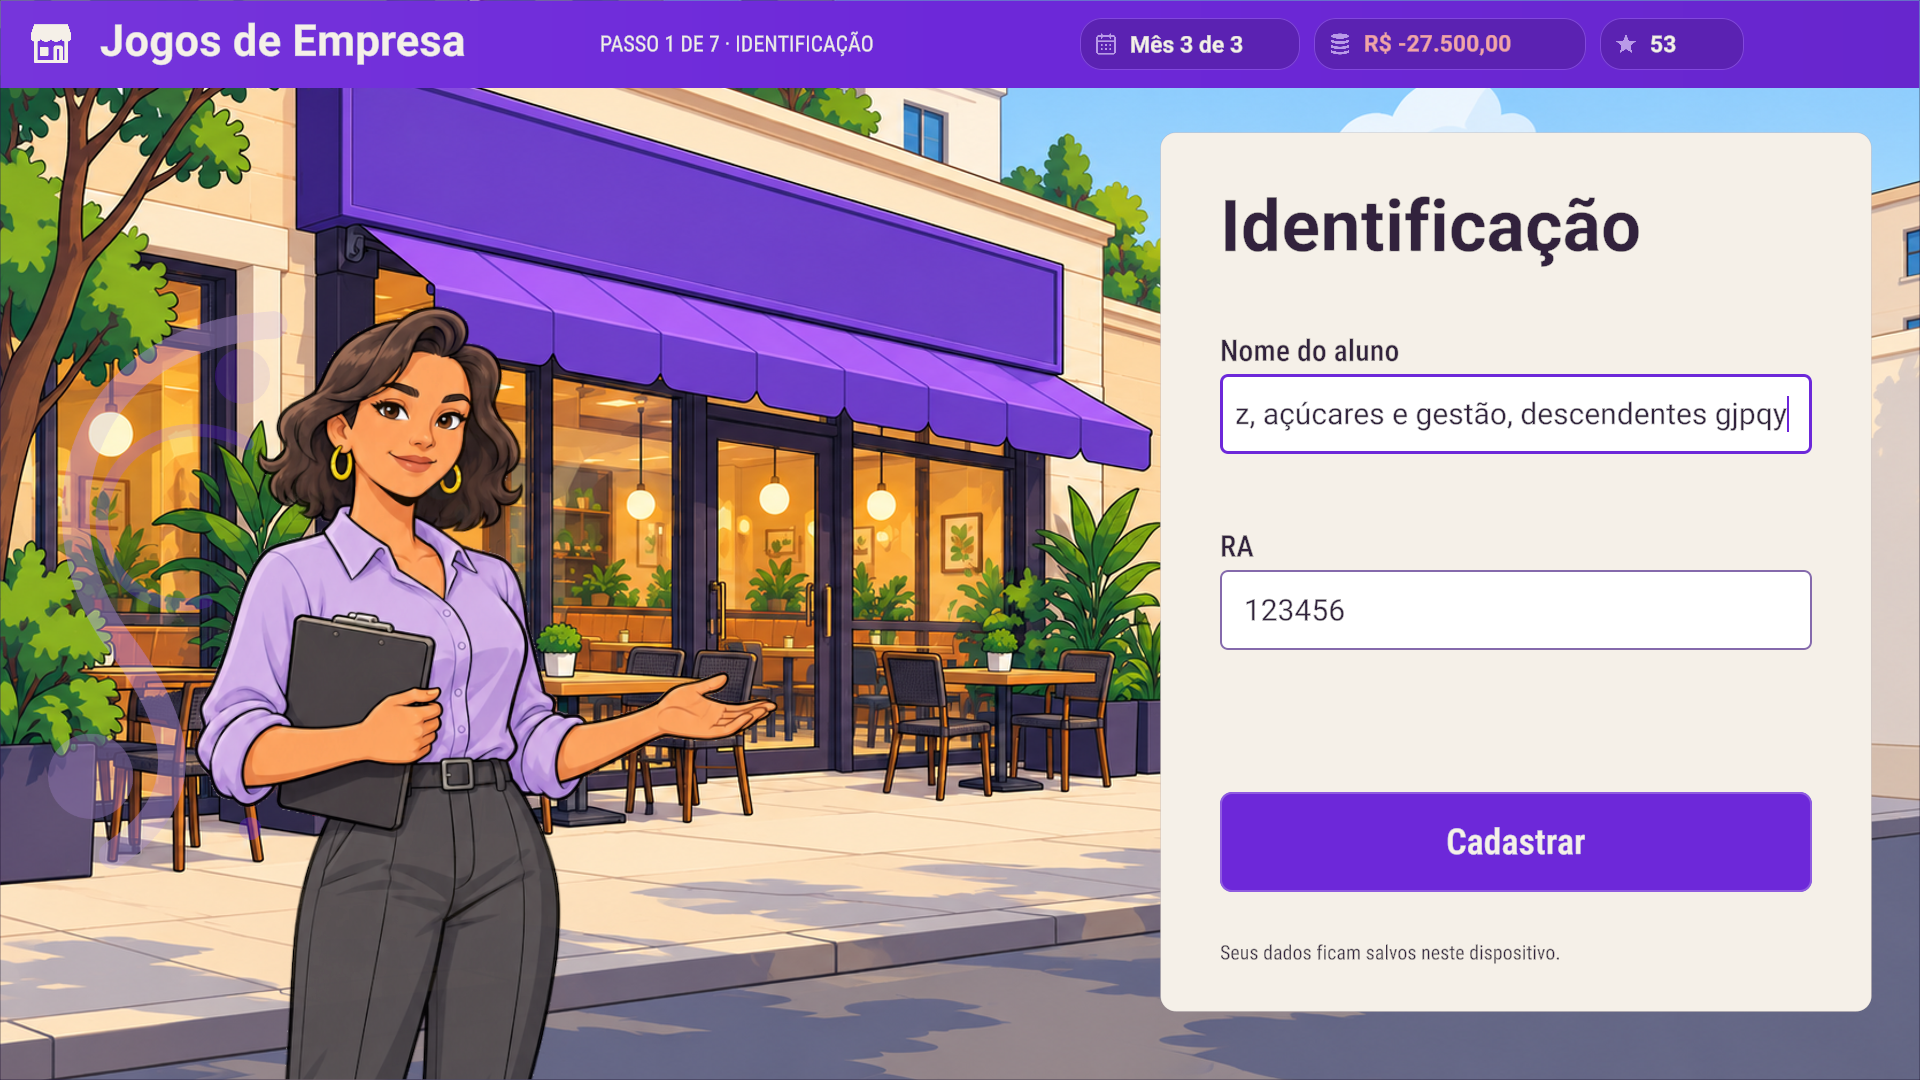 Jogos de Empresa
PASSO 1 DE 7 · IDENTIFICAÇÃO
Mês 3 de 3
R$ -27.500,00
53
Identificação
Nome do aluno
z, açúcares e gestão, descendentes gjpqy
RA
123456
Cadastrar
Seus dados ficam salvos neste dispositivo.